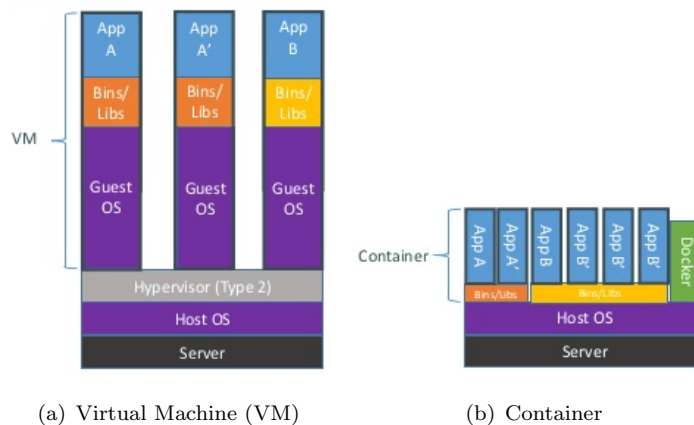 App
A
App
A’
App
B
Bins/
Libs
Bins/
Libs
Bins/
Libs
VM
Guest
OS
Guest
OS
Guest
OS
Hypervisor (Type 2)
Host OS
Server
(a) Virtual Machine (VM)
Container
App A
App A’
App B
App B’
App B’
App B’
Docker
Bins/Libs
Bins/Libs
Host OS
Server
(b) Container